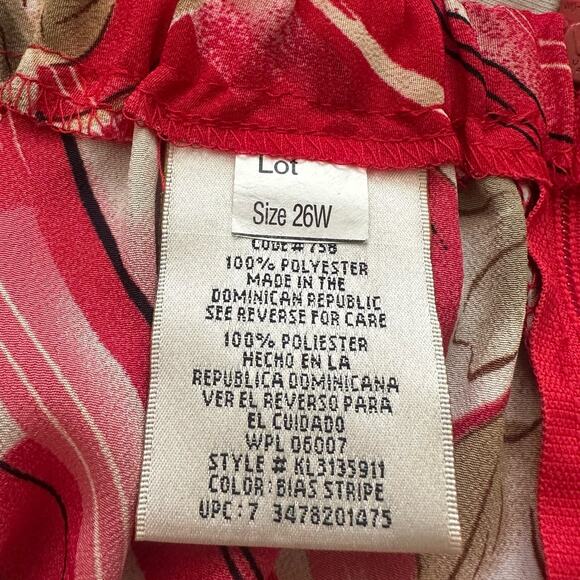 Lot
Size 26W
CODE# 758
100% POLYESTER
MADE IN THE
DOMINICAN REPUBLIC
SEE REVERSE FOR CARE
100% POLIESTER
HECHO EN LA
REPUBLICA DOMINICANA
VER EL REVERSO PARA
EL CUIDADO
WPL 06007
STYLE # KL3135911
COLOR:BIAS STRIPE
UPC:7 3478201475